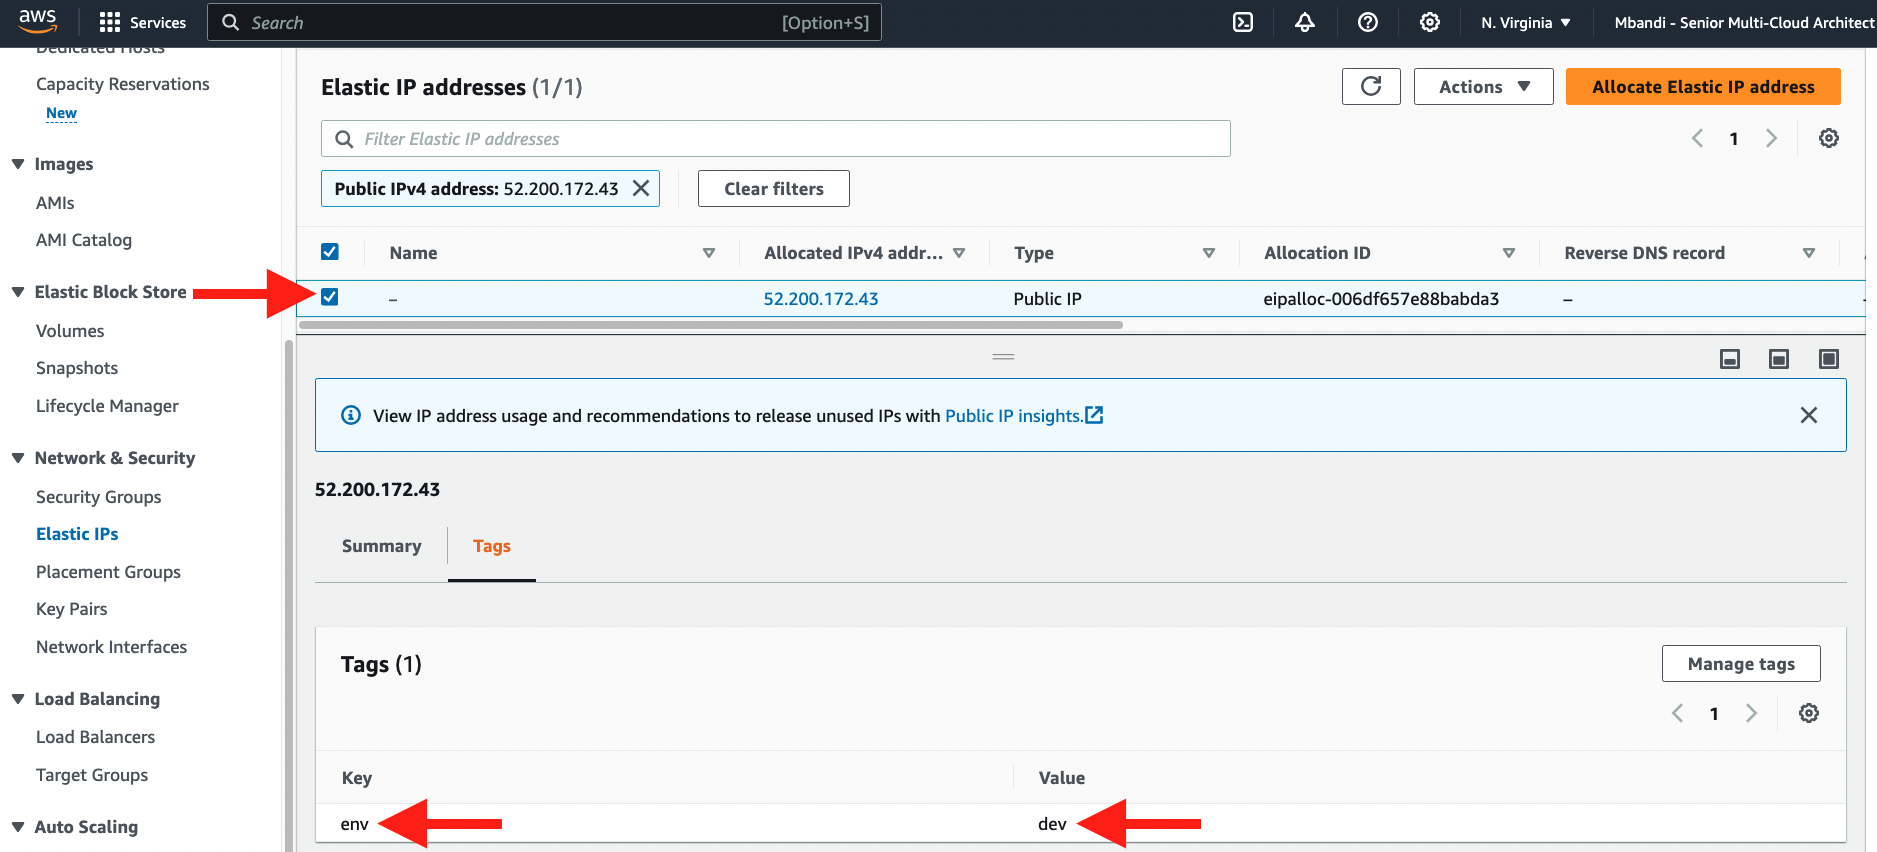 aws Services Search [Option+S] N. Virginia Mbandi - Senior Multi-Cloud Architect
Dedicated Hosts
Capacity Reservations
New
Images
AMIs
AMI Catalog
Elastic Block Store
Volumes
Snapshots
Lifecycle Manager
Network & Security
Security Groups
Elastic IPs
Placement Groups
Key Pairs
Network Interfaces
Load Balancing
Load Balancers
Target Groups
Auto Scaling
Elastic IP addresses (1/1)
Actions
Allocate Elastic IP address
Filter Elastic IP addresses
1
Public IPv4 address: 52.200.172.43
Clear filters
Name Allocated IPv4 addr... Type Allocation ID Reverse DNS record
– 52.200.172.43 Public IP eipalloc-006df657e88babda3 –
View IP address usage and recommendations to release unused IPs with Public IP insights.
52.200.172.43
Summary Tags
Tags (1)
Manage tags
1
Key Value
env dev